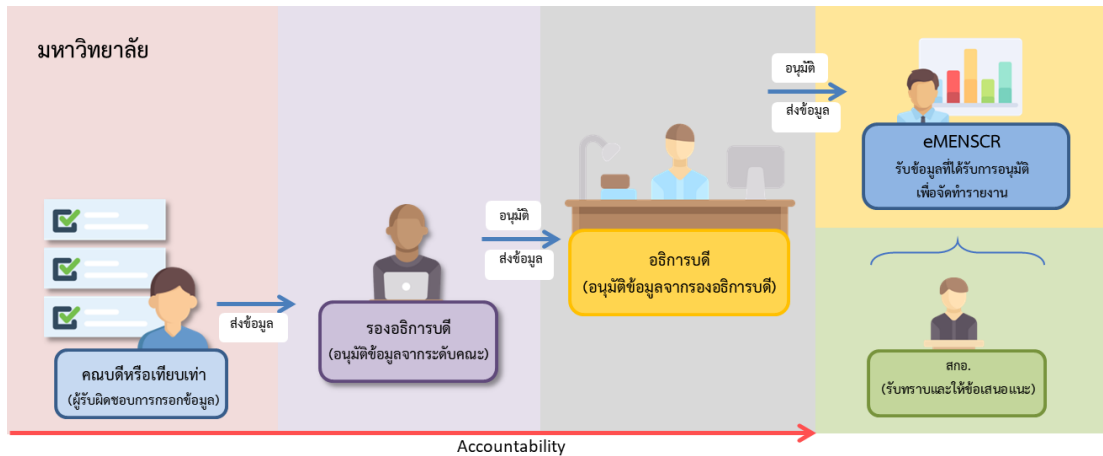 มหาวิทยาลัย
คณบดีหรือเทียบเท่า
(ผู้รับผิดชอบการกรอกข้อมูล)
ส่งข้อมูล
รองอธิการบดี
(อนุมัติข้อมูลจากระดับคณะ)
อนุมัติ
ส่งข้อมูล
อธิการบดี
(อนุมัติข้อมูลจากรองอธิการบดี)
อนุมัติ
ส่งข้อมูล
eMENSCR
รับข้อมูลที่ได้รับการอนุมัติ
เพื่อจัดทำรายงาน
สกอ.
(รับทราบและให้ข้อเสนอแนะ)
Accountability